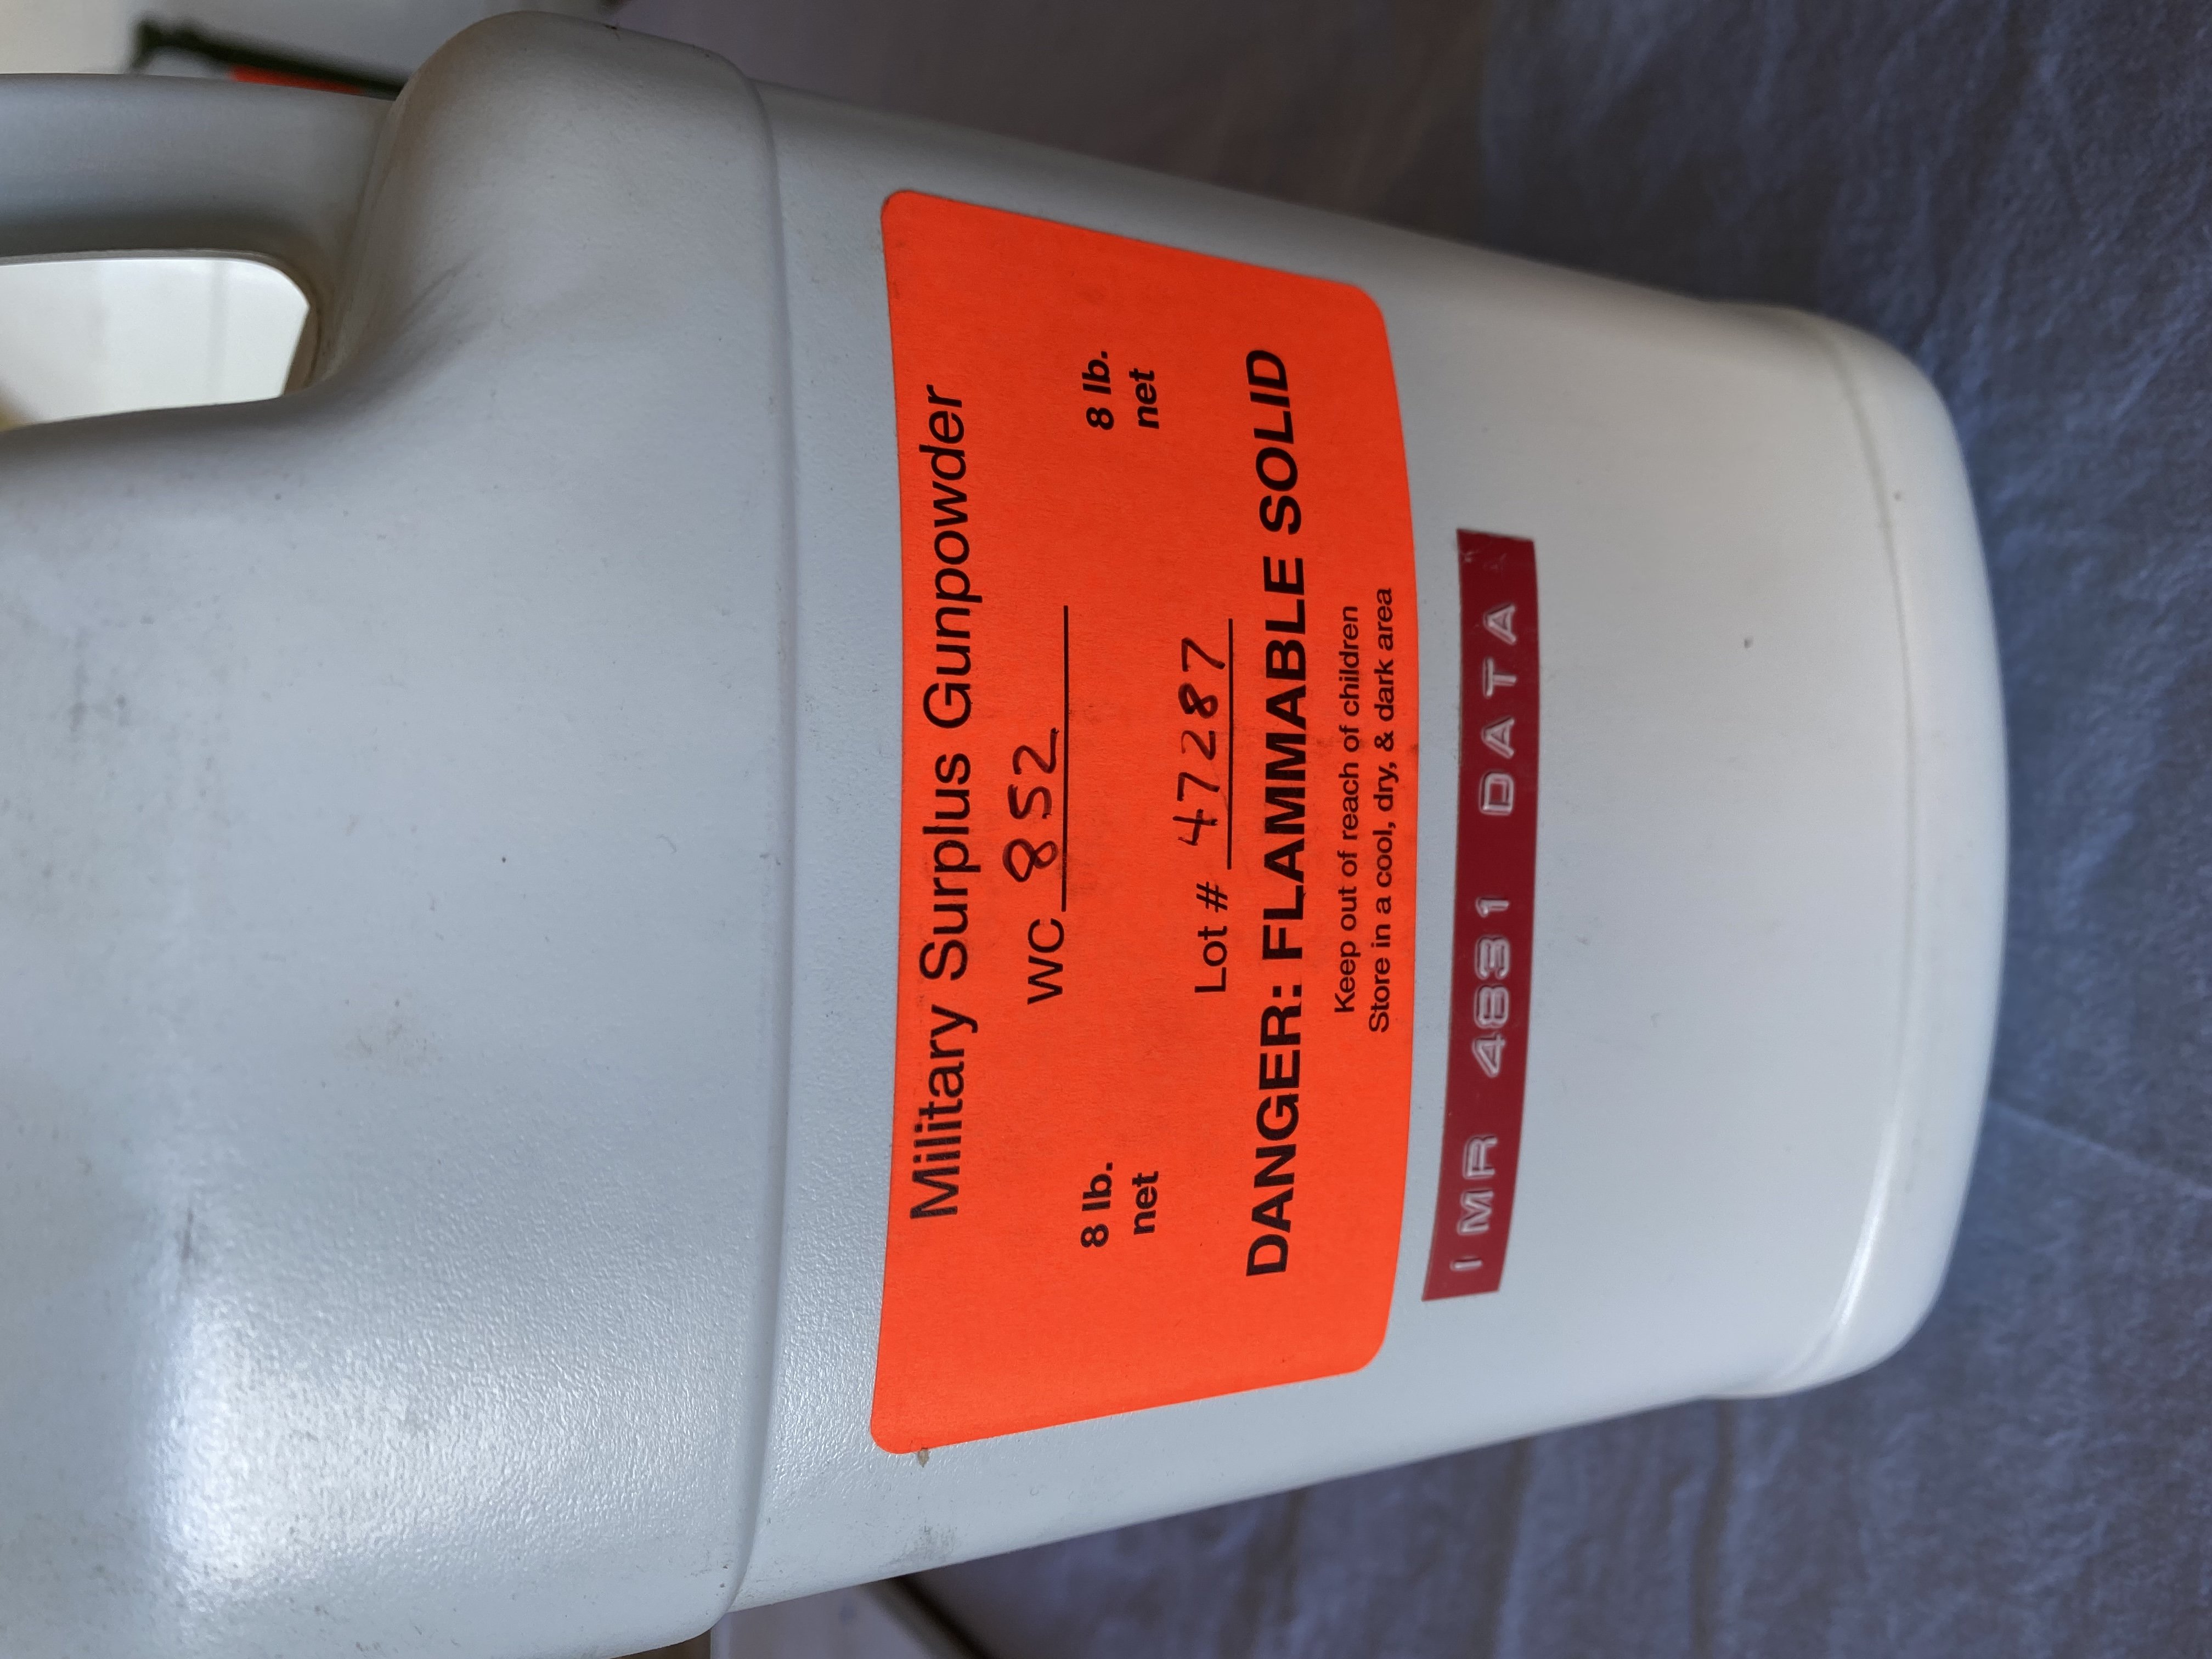 Military Surplus Gunpowder
WC 852
8 lb. net
8 lb. net
Lot # 47287
DANGER: FLAMMABLE SOLID
Keep out of reach of children
Store in a cool, dry, & dark area
IMR 4831 DATA